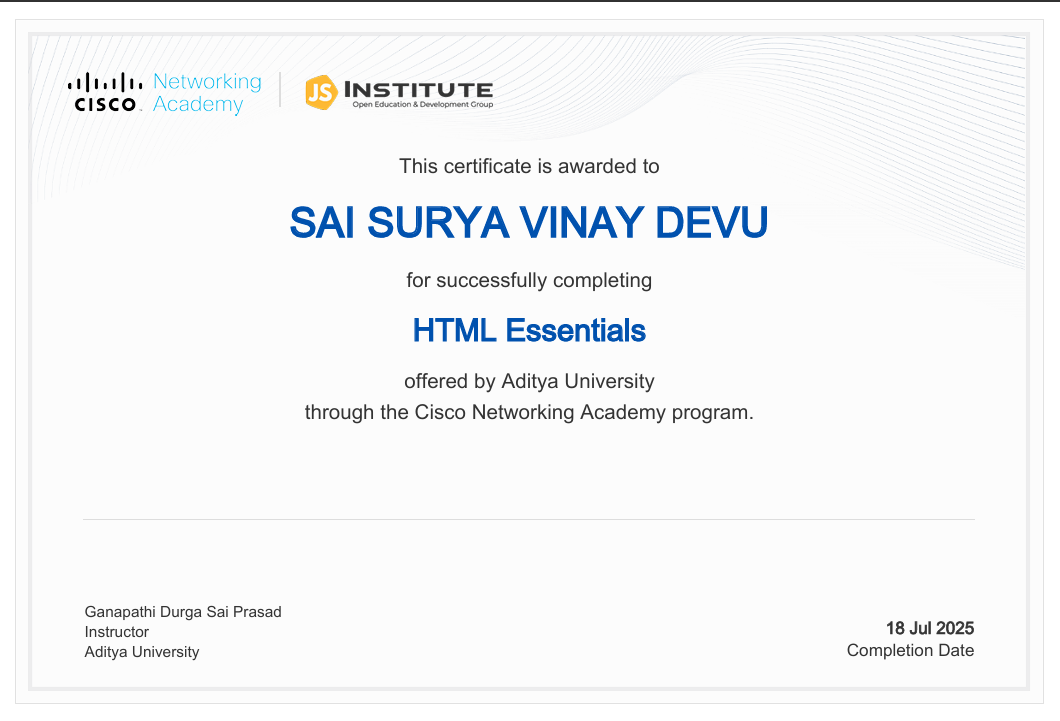 CISCO Networking Academy
JS INSTITUTE
Open Education & Development Group
This certificate is awarded to
SAI SURYA VINAY DEVU
for successfully completing
HTML Essentials
offered by Aditya University
through the Cisco Networking Academy program.
Ganapathi Durga Sai Prasad
Instructor
Aditya University
18 Jul 2025
Completion Date